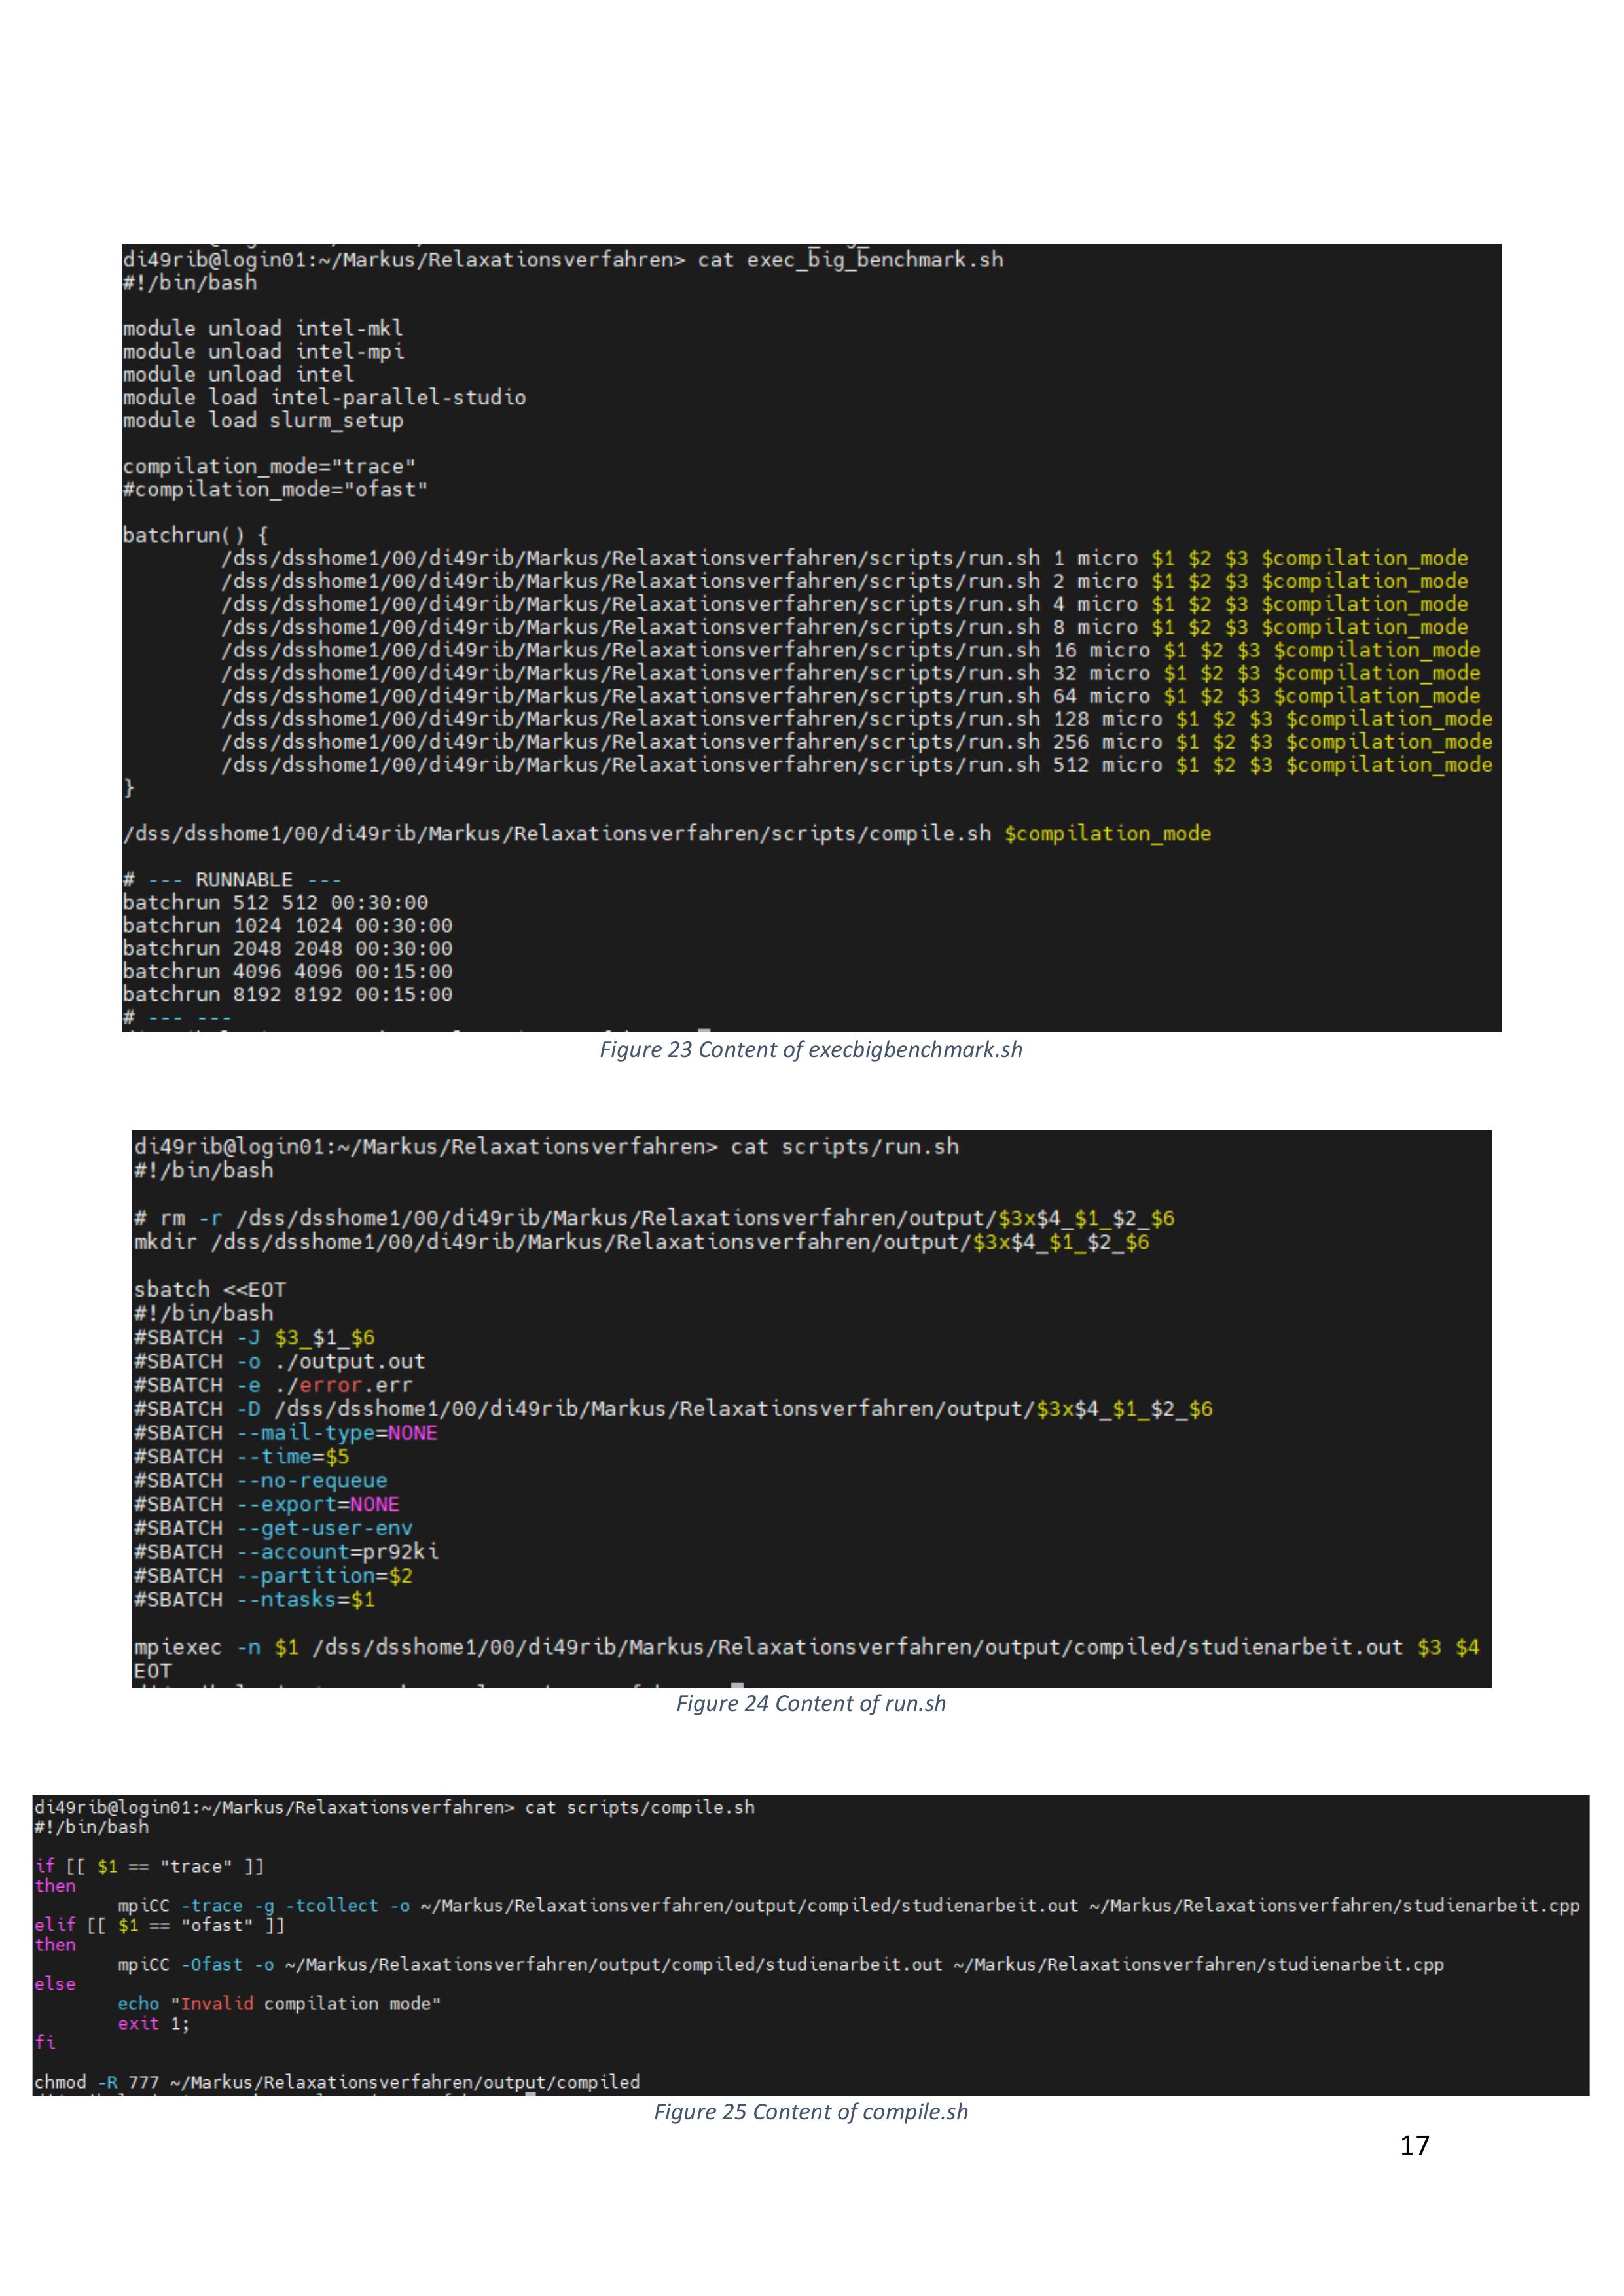 di49rib@login01:~/Markus/Relaxationsverfahren> cat exec_big_benchmark.sh
#!/bin/bash
module unload intel-mkl
module unload intel-mpi
module unload intel
module load intel-parallel-studio
module load slurm_setup
compilation_mode="trace"
#compilation_mode="ofast"
batchrun() {
/dss/dsshome1/00/di49rib/Markus/Relaxationsverfahren/scripts/run.sh 1 micro $1 $2 $3 $compilation_mode
/dss/dsshome1/00/di49rib/Markus/Relaxationsverfahren/scripts/run.sh 2 micro $1 $2 $3 $compilation_mode
/dss/dsshome1/00/di49rib/Markus/Relaxationsverfahren/scripts/run.sh 4 micro $1 $2 $3 $compilation_mode
/dss/dsshome1/00/di49rib/Markus/Relaxationsverfahren/scripts/run.sh 8 micro $1 $2 $3 $compilation_mode
/dss/dsshome1/00/di49rib/Markus/Relaxationsverfahren/scripts/run.sh 16 micro $1 $2 $3 $compilation_mode
/dss/dsshome1/00/di49rib/Markus/Relaxationsverfahren/scripts/run.sh 32 micro $1 $2 $3 $compilation_mode
/dss/dsshome1/00/di49rib/Markus/Relaxationsverfahren/scripts/run.sh 64 micro $1 $2 $3 $compilation_mode
/dss/dsshome1/00/di49rib/Markus/Relaxationsverfahren/scripts/run.sh 128 micro $1 $2 $3 $compilation_mode
/dss/dsshome1/00/di49rib/Markus/Relaxationsverfahren/scripts/run.sh 256 micro $1 $2 $3 $compilation_mode
/dss/dsshome1/00/di49rib/Markus/Relaxationsverfahren/scripts/run.sh 512 micro $1 $2 $3 $compilation_mode
}
/dss/dsshome1/00/di49rib/Markus/Relaxationsverfahren/scripts/compile.sh $compilation_mode
# --- RUNNABLE ---
batchrun 512 512 00:30:00
batchrun 1024 1024 00:30:00
batchrun 2048 2048 00:30:00
batchrun 4096 4096 00:15:00
batchrun 8192 8192 00:15:00
# --- ---
Figure 23 Content of execbigbenchmark.sh
di49rib@login01:~/Markus/Relaxationsverfahren> cat scripts/run.sh
#!/bin/bash
# rm -r /dss/dsshome1/00/di49rib/Markus/Relaxationsverfahren/output/$3x$4_$1_$2_$6
mkdir /dss/dsshome1/00/di49rib/Markus/Relaxationsverfahren/output/$3x$4_$1_$2_$6
sbatch <<EOT
#!/bin/bash
#SBATCH -J $3_$1_$6
#SBATCH -o ./output.out
#SBATCH -e ./error.err
#SBATCH -D /dss/dsshome1/00/di49rib/Markus/Relaxationsverfahren/output/$3x$4_$1_$2_$6
#SBATCH --mail-type=NONE
#SBATCH --time=$5
#SBATCH --no-requeue
#SBATCH --export=NONE
#SBATCH --get-user-env
#SBATCH --account=pr92ki
#SBATCH --partition=$2
#SBATCH --ntasks=$1
mpiexec -n $1 /dss/dsshome1/00/di49rib/Markus/Relaxationsverfahren/output/compiled/studienarbeit.out $3 $4
EOT
Figure 24 Content of run.sh
di49rib@login01:~/Markus/Relaxationsverfahren> cat scripts/compile.sh
#!/bin/bash
if [[ $1 == "trace" ]]
then
mpiCC -trace -g -tcollect -o ~/Markus/Relaxationsverfahren/output/compiled/studienarbeit.out ~/Markus/Relaxationsverfahren/studienarbeit.cpp
elif [[ $1 == "ofast" ]]
then
mpiCC -Ofast -o ~/Markus/Relaxationsverfahren/output/compiled/studienarbeit.out ~/Markus/Relaxationsverfahren/studienarbeit.cpp
else
echo "Invalid compilation mode"
exit 1;
fi
chmod -R 777 ~/Markus/Relaxationsverfahren/output/compiled
Figure 25 Content of compile.sh
17